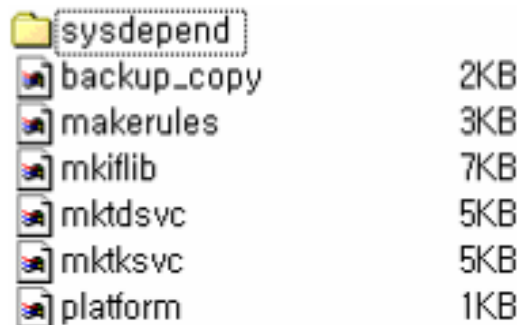 sysdepend
backup_copy 2KB
makerules 3KB
mkiflib 7KB
mktdsvc 5KB
mktksvc 5KB
platform 1KB